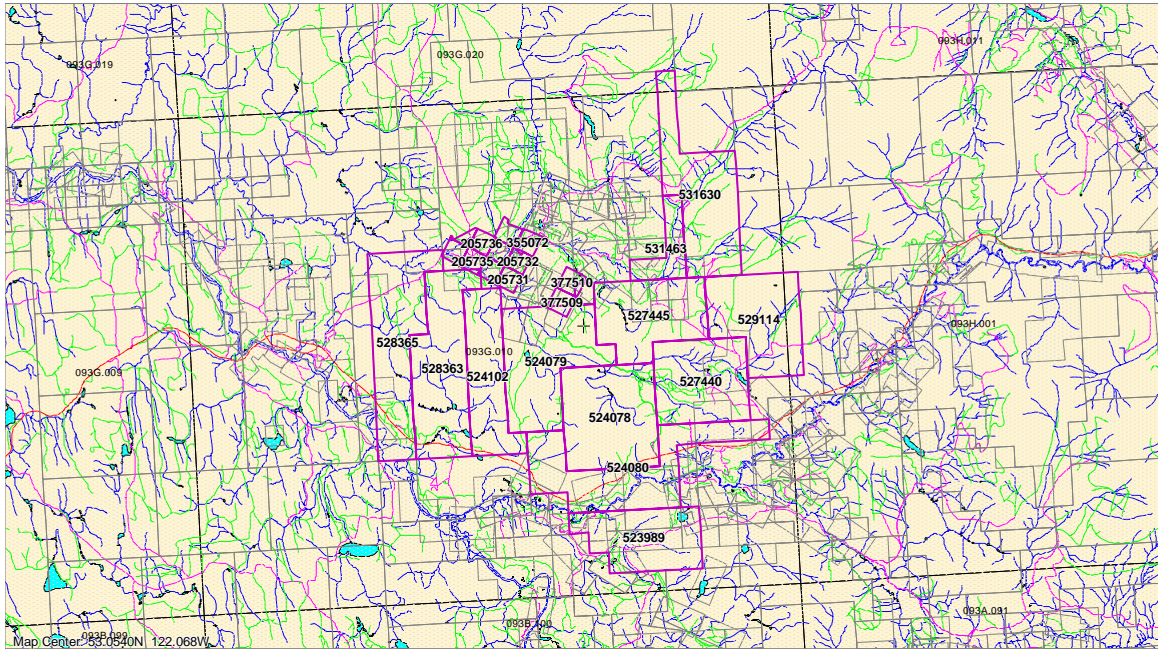 093G.020
093H.011
093G.019
531630
205736
355072
531463
205735
205732
205731
377510
377509
527445
529114
093H.001
528365
093G.010
524079
528363
093G.009
524102
527440
524078
524080
523989
093A.091
093B.100
093B.099
Map Center: 53.0540N 122.068W